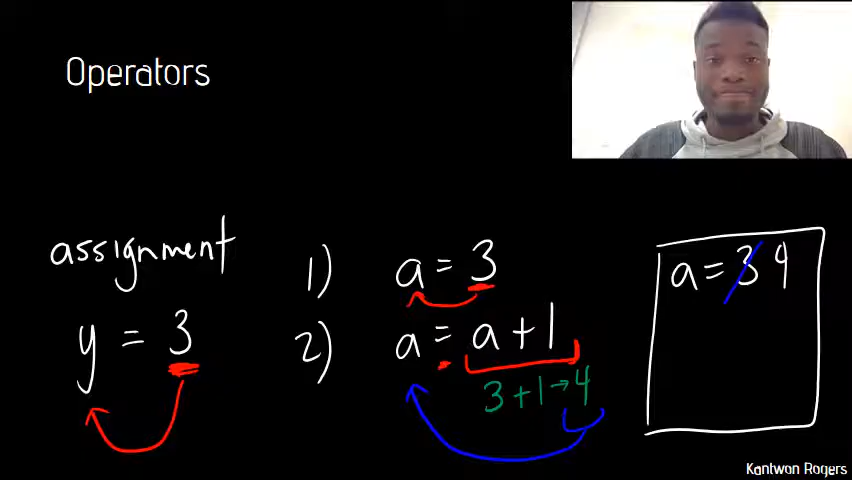 Operators
assignment
y = 3
1) a = 3
2) a = a + 1
3 + 1 → 4
a = 3 4
Kantwon Rogers